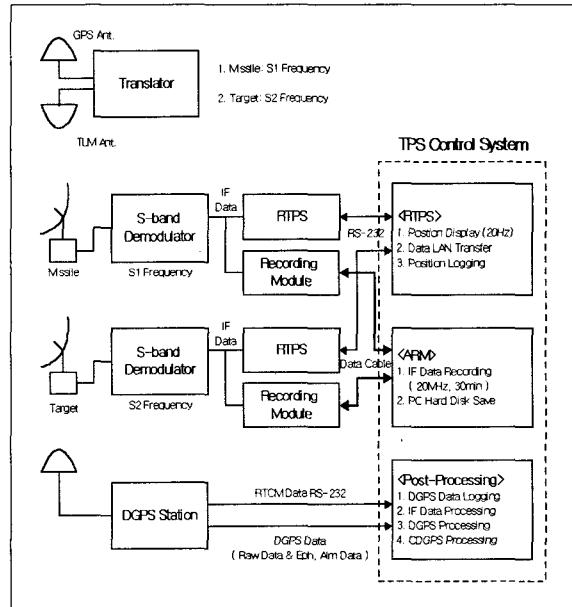 GPS Ant.
Translator
1. Missile: S1 Frequency
2. Target: S2 Frequency
TLM Ant.
TPS Control System
S-band
Demodulator
S1 Frequency
Missile
IF
Data
RTPS
Recording
Module
RS-232
<RTPS>
1. Postion Display (20Hz)
2. Data LAN Transfer
3. Position Logging
S-band
Demodulator
S2 Frequency
Target
IF
Data
RTPS
Recording
Module
Data Cable
<ARM>
1. IF Data Recording
( 20MHz, 30min )
2. PC Hard Disk Save
DGPS Station
RTCM Data RS-232
DGPS Data
( Raw Data & Eph, Alm Data )
<Post-Processing>
1. DGPS Data Logging
2. IF Data Processing
3. DGPS Processing
4. CDGPS Processing